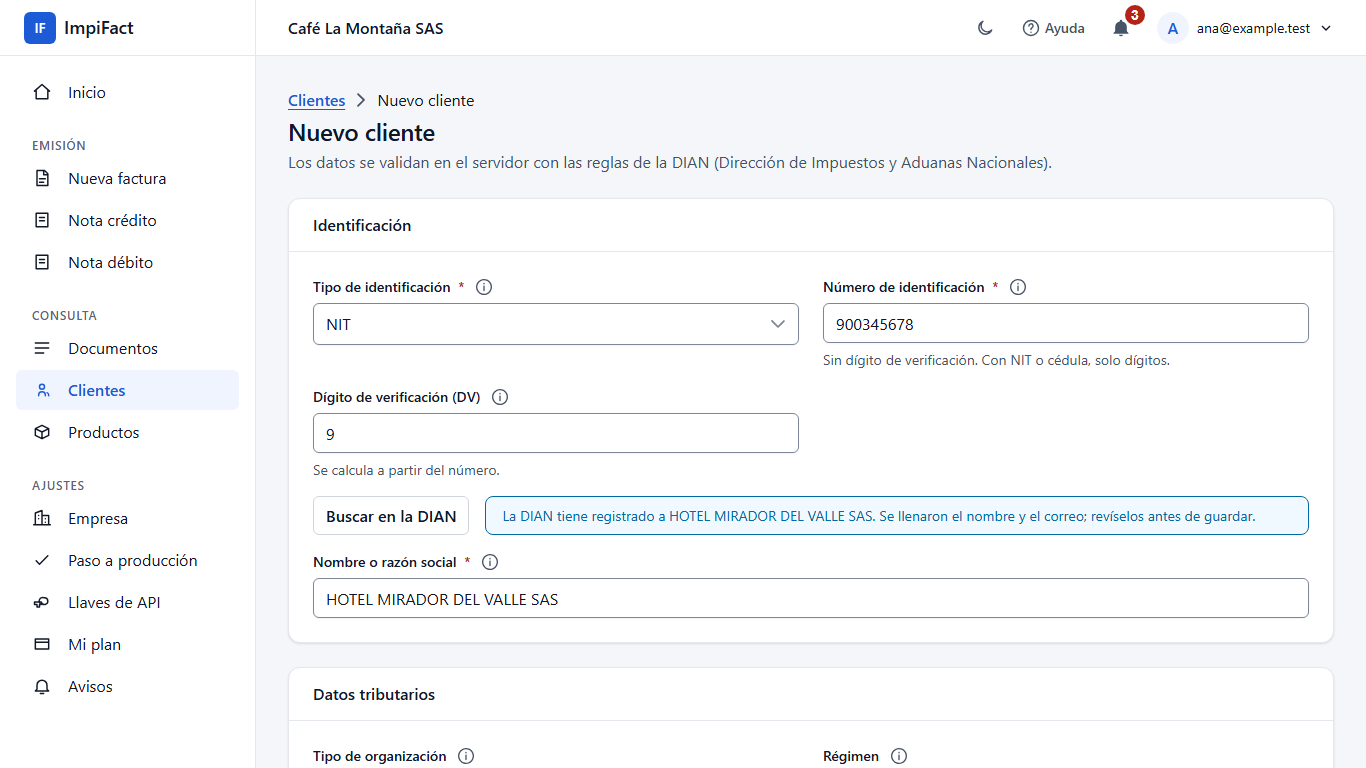 IF ImpiFact
Café La Montaña SAS
Ayuda
3
A
ana@example.test
Inicio
EMISIÓN
Nueva factura
Nota crédito
Nota débito
CONSULTA
Documentos
Clientes
Productos
AJUSTES
Empresa
Paso a producción
Llaves de API
Mi plan
Avisos
Clientes > Nuevo cliente
Nuevo cliente
Los datos se validan en el servidor con las reglas de la DIAN (Dirección de Impuestos y Aduanas Nacionales).
Identificación
Tipo de identificación *
NIT
Número de identificación *
900345678
Sin dígito de verificación. Con NIT o cédula, solo dígitos.
Dígito de verificación (DV)
9
Se calcula a partir del número.
Buscar en la DIAN
La DIAN tiene registrado a HOTEL MIRADOR DEL VALLE SAS. Se llenaron el nombre y el correo; revíselos antes de guardar.
Nombre o razón social *
HOTEL MIRADOR DEL VALLE SAS
Datos tributarios
Tipo de organización
Régimen